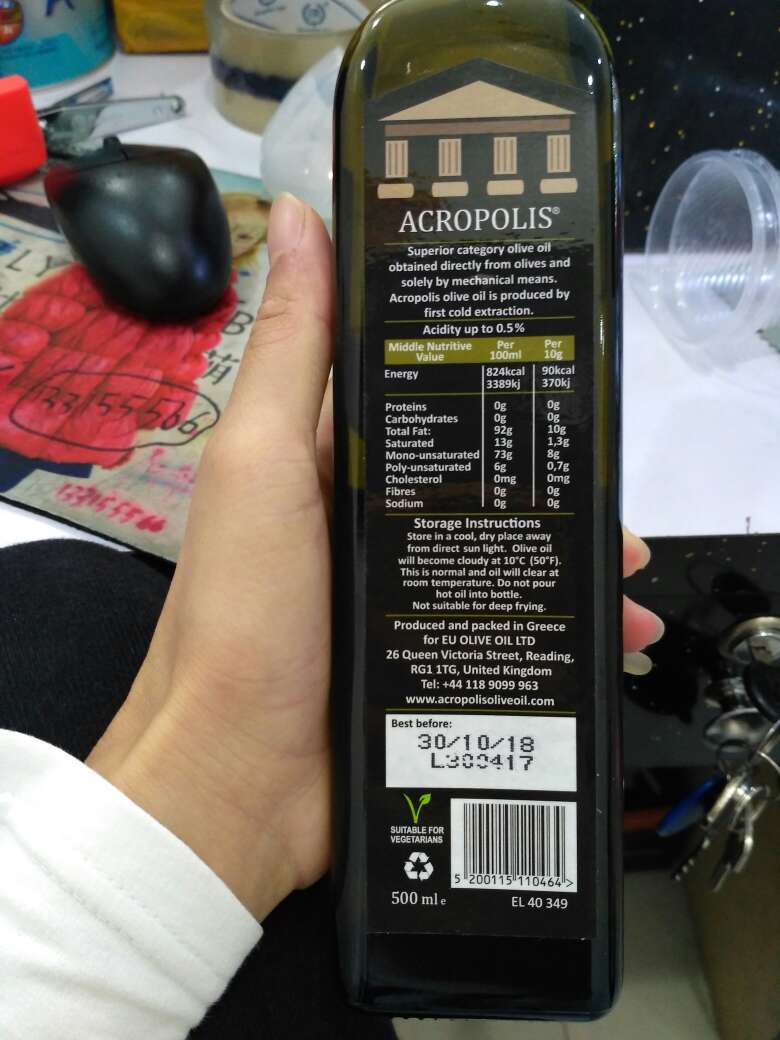 ACROPOLIS®
Superior category olive oil
obtained directly from olives and
solely by mechanical means.
Acropolis olive oil is produced by
first cold extraction.
Acidity up to 0.5%
Middle Nutritive Value Per 100ml Per 10g
Energy 824kcal 90kcal
3389kj 370kj
Proteins 0g 0g
Carbohydrates 0g 0g
Total Fat: 92g 10g
Saturated 13g 1,3g
Mono-unsaturated 73g 8g
Poly-unsaturated 6g 0,7g
Cholesterol 0mg 0mg
Fibres 0g 0g
Sodium 0g 0g
Storage Instructions
Store in a cool, dry place away
from direct sun light. Olive oil
will become cloudy at 10°C (50°F).
This is normal and oil will clear at
room temperature. Do not pour
hot oil into bottle.
Not suitable for deep frying.
Produced and packed in Greece
for EU OLIVE OIL LTD
26 Queen Victoria Street, Reading,
RG1 1TG, United Kingdom
Tel: +44 118 9099 963
www.acropolisoliveoil.com
Best before:
30/10/18
L300417
SUITABLE FOR
VEGETARIANS
5 200115 110464 >
500 ml e
EL 40 349